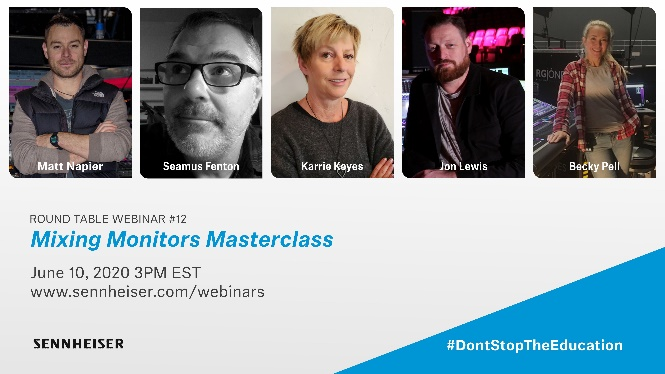 Matt Napier
Seamus Fenton
Karrie Keyes
Jon Lewis
Becky Pell
ROUND TABLE WEBINAR #12
Mixing Monitors Masterclass
June 10, 2020 3PM EST
www.sennheiser.com/webinars
SENNHEISER
#DontStopTheEducation